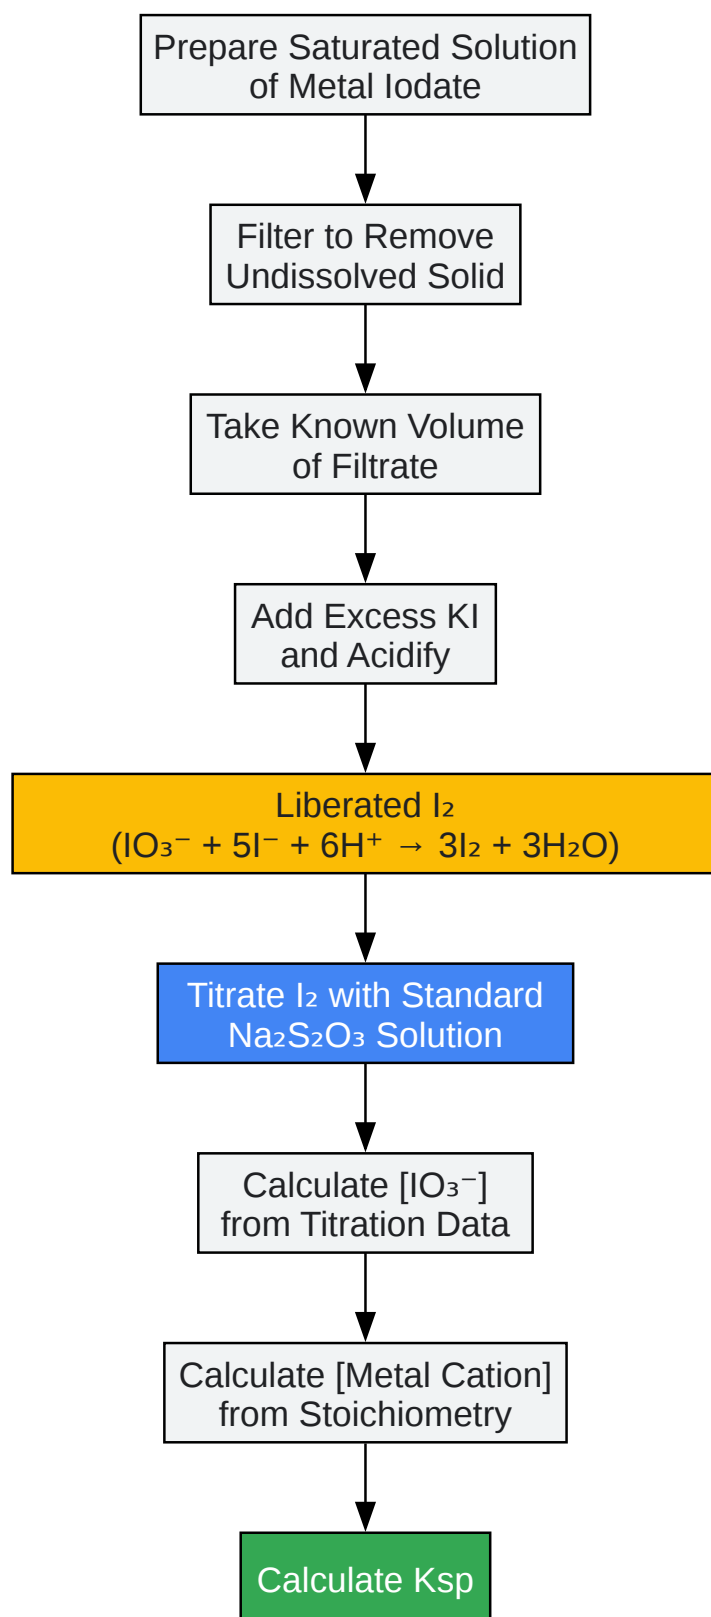 Prepare Saturated Solution
of Metal Iodate
Filter to Remove
Undissolved Solid
Take Known Volume
of Filtrate
Add Excess KI
and Acidify
Liberated I₂
(IO₃⁻ + 5I⁻ + 6H⁺ → 3I₂ + 3H₂O)
Titrate I₂ with Standard
Na₂S₂O₃ Solution
Calculate [IO₃⁻]
from Titration Data
Calculate [Metal Cation]
from Stoichiometry
Calculate Ksp